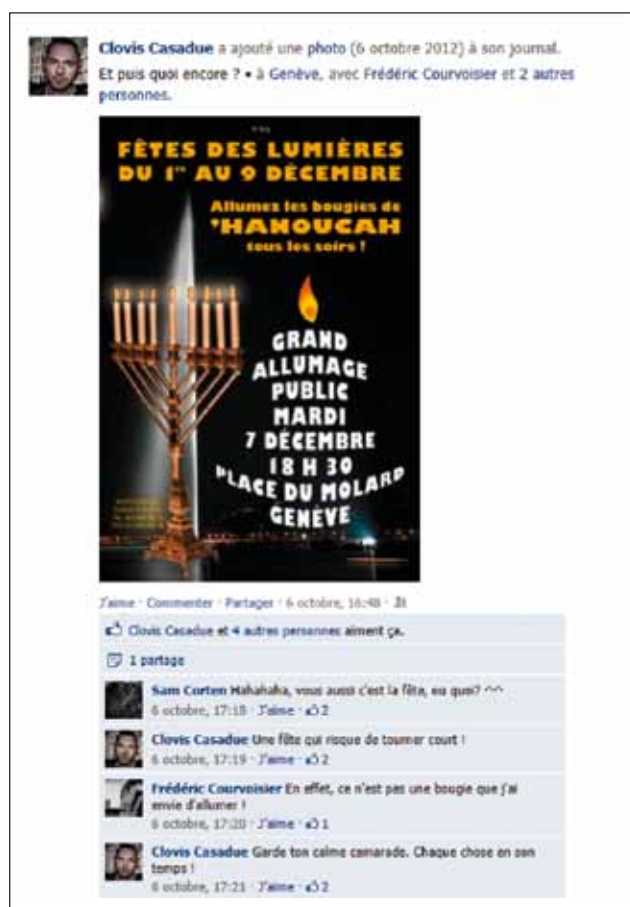 Clovis Casadue a ajouté une photo (6 octobre 2012) à son journal.
Et puis quoi encore ? • à Genève, avec Frédéric Courvoisier et 2 autres
personnes.
FÊTES DES LUMIÈRES
DU 1er AU 9 DÉCEMBRE
Allumez les bougies de
'HANOUCAH
tous les soirs !
GRAND
ALLUMAGE
PUBLIC
MARDI
7 DÉCEMBRE
18 H 30
PLACE DU MOLARD
GENÈVE
J'aime · Commenter · Partager · 6 octobre, 16:48 ·
Clovis Casadue et 4 autres personnes aiment ça.
1 partage
Sam Corten Hahahaha, vous aussi c'est la fête, ou quoi? ^^
6 octobre, 17:18 · J'aime · 2
Clovis Casadue Une fête qui risque de tourner court !
6 octobre, 17:19 · J'aime · 2
Frédéric Courvoisier En effet, ce n'est pas une bougie que j'ai
envie d'allumer !
6 octobre, 17:20 · J'aime · 1
Clovis Casadue Garde ton calme camarade. Chaque chose en son
temps !
6 octobre, 17:21 · J'aime · 2